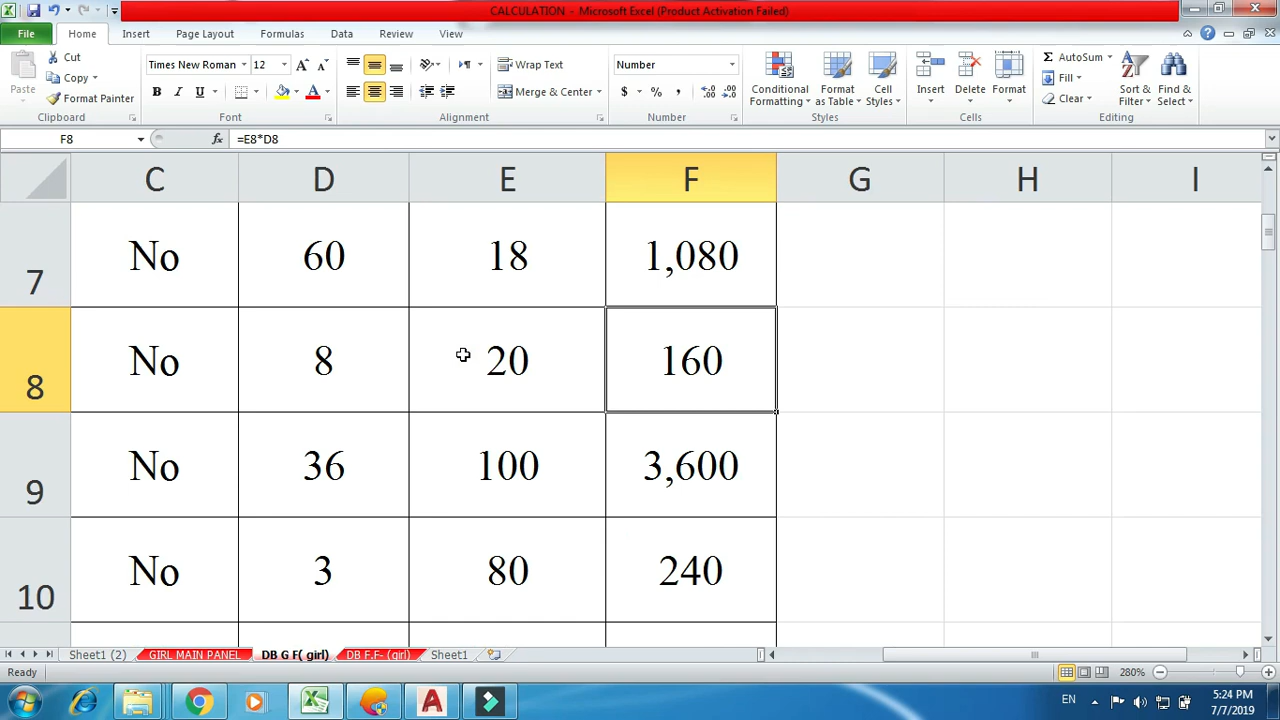 CALCULATION - Microsoft Excel (Product Activation Failed)
File Home Insert Page Layout Formulas Data Review View
Paste
Cut
Copy
Format Painter
Clipboard
Times New Roman 12
B I U
Font
Wrap Text
Merge & Center
Alignment
Number
$ % ,
Number
Conditional Formatting
Format as Table
Cell Styles
Styles
Insert Delete Format
Cells
Σ AutoSum
Fill
Clear
Sort & Filter
Find & Select
Editing
F8 fx =E8*D8
C D E F G H I
7 No 60 18 1,080
8 No 8 20 160
9 No 36 100 3,600
10 No 3 80 240
Sheet1 (2) GIRL MAIN PANEL DB G F( girl) DB F.F- (girl) Sheet1
Ready 280%
EN 5:24 PM
7/7/2019